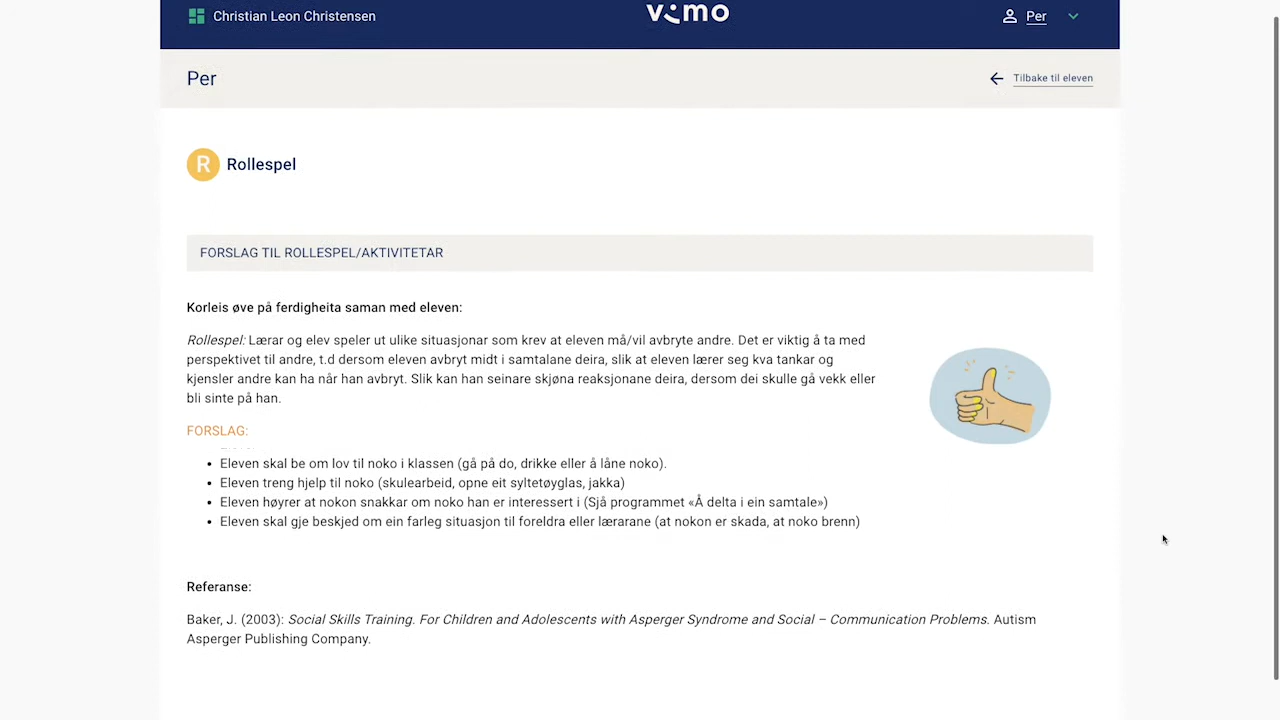 Christian Leon Christensen
vimo
Per
Per
Tilbake til eleven
R Rollespel
FORSLAG TIL ROLLESPEL/AKTIVITETAR
Korleis øve på ferdigheita saman med eleven:
Rollespel: Lærar og elev speler ut ulike situasjonar som krev at eleven må/vil avbryte andre. Det er viktig å ta med
perspektivet til andre, t.d dersom eleven avbryt midt i samtalane deira, slik at eleven lærer seg kva tankar og
kjensler andre kan ha når han avbryt. Slik kan han seinare skjøna reaksjonane deira, dersom dei skulle gå vekk eller
bli sinte på han.
FORSLAG:
• Eleven skal be om lov til noko i klassen (gå på do, drikke eller å låne noko).
• Eleven treng hjelp til noko (skulearbeid, opne eit syltetøyglas, jakka)
• Eleven høyrer at nokon snakkar om noko han er interessert i (Sjå programmet «Å delta i ein samtale»)
• Eleven skal gje beskjed om ein farleg situasjon til foreldra eller lærarane (at nokon er skada, at noko brenn)
Referanse:
Baker, J. (2003): Social Skills Training. For Children and Adolescents with Asperger Syndrome and Social – Communication Problems. Autism
Asperger Publishing Company.